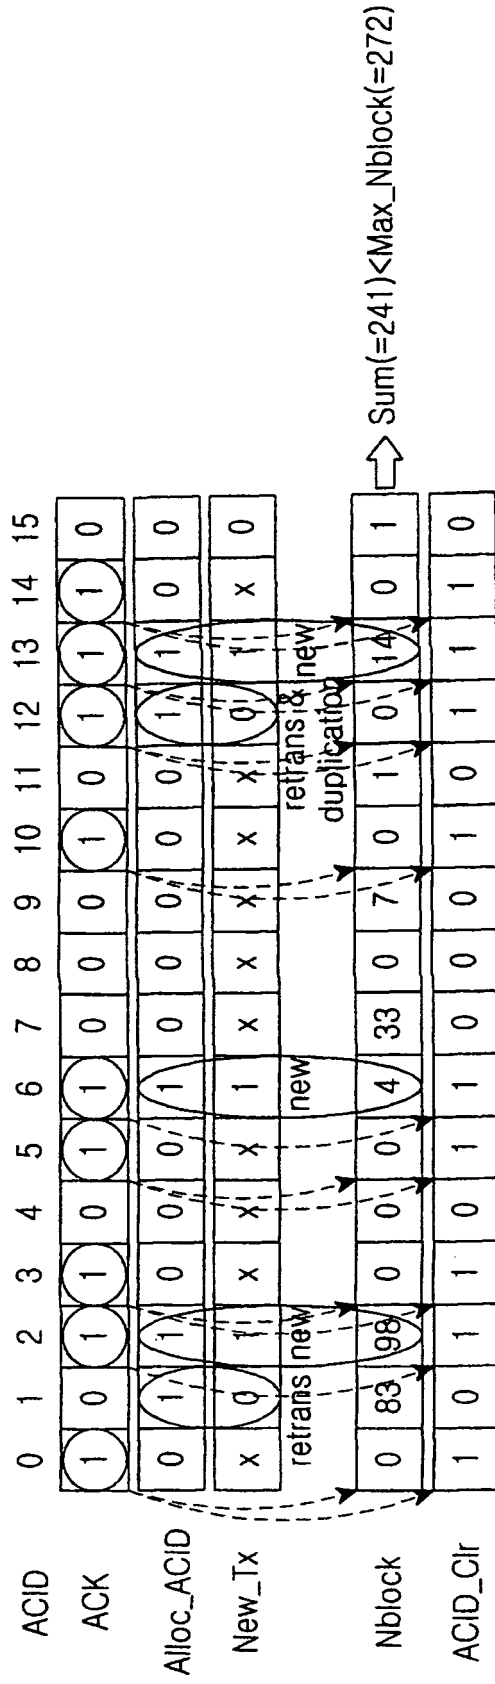 ACID 0 1 2 3 4 5 6 7 8 9 10 11 12 13 14 15
ACK 1 0 1 1 0 1 1 0 0 0 1 0 1 1 1 0
Alloc_ACID 0 1 1 0 0 0 1 0 0 0 0 0 1 1 0 0
New_Tx X 0 1 X X X 1 X X X X X 0 1 X 0
retrans new new retrans & new
duplication
Nblock 0 83 98 0 0 0 4 33 0 7 0 1 0 14 0 1 Sum(=241)<Max_Nblock(=272)
ACID_Clr 1 0 1 1 0 1 1 0 0 0 1 0 1 1 1 0